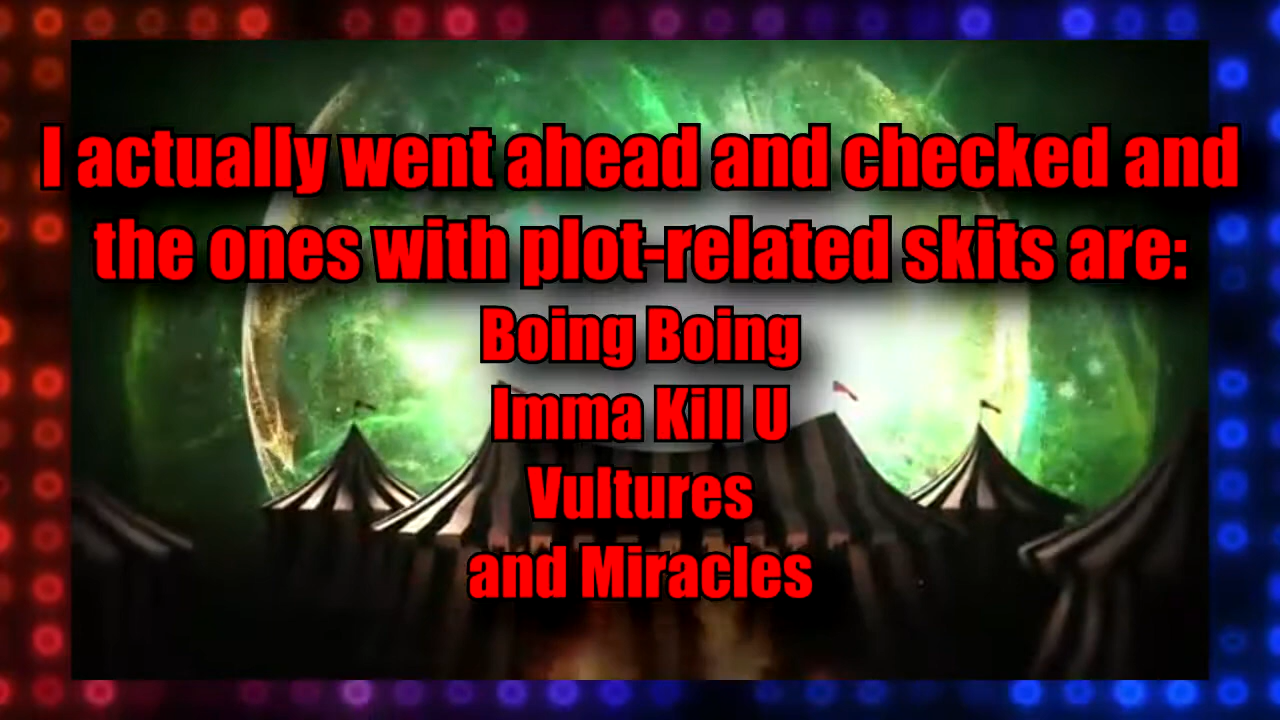 I actually went ahead and checked and
the ones with plot-related skits are:
Boing Boing
Imma Kill U
Vultures
and Miracles